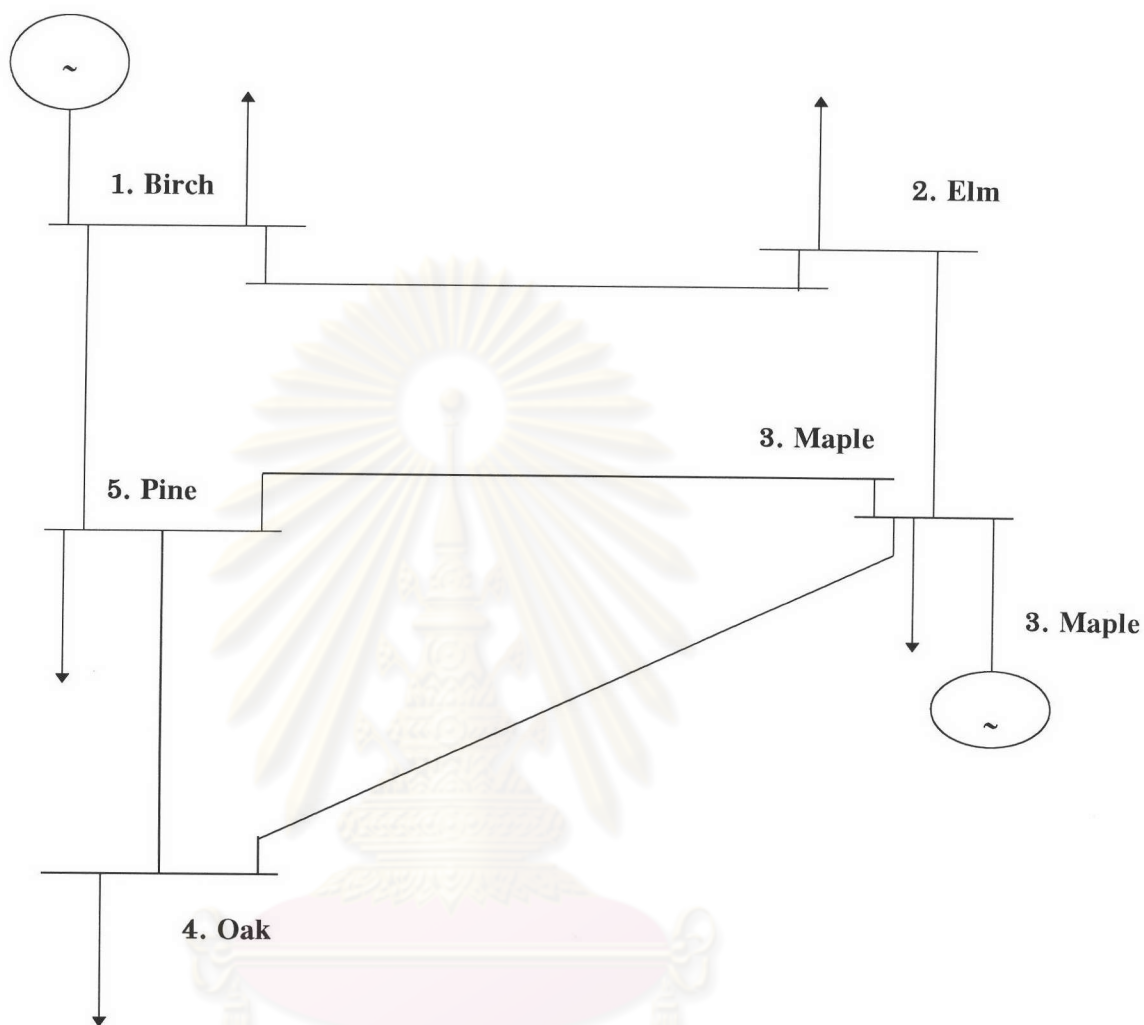 ~
1. Birch
2. Elm
3. Maple
5. Pine
3. Maple
~
4. Oak